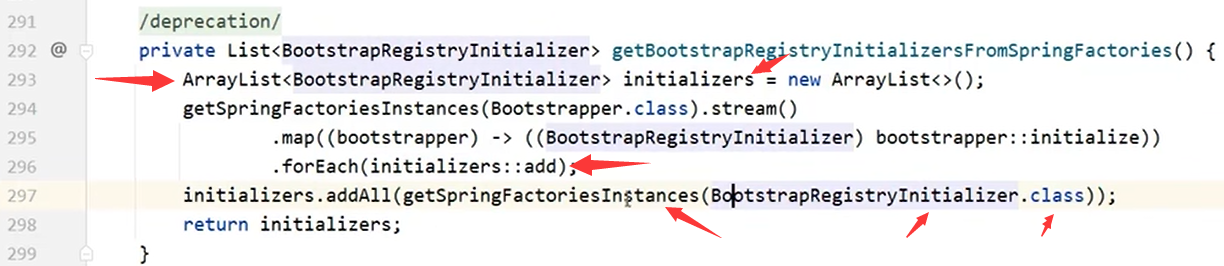 291 /deprecation/
292 @ private List<BootstrapRegistryInitializer> getBootstrapRegistryInitializersFromSpringFactories() {
293 ArrayList<BootstrapRegistryInitializer> initializers = new ArrayList<>();
294 getSpringFactoriesInstances(Bootstrapper.class).stream()
295 .map((bootstrapper) -> ((BootstrapRegistryInitializer) bootstrapper::initialize))
296 .forEach(initializers::add);
297 initializers.addAll(getSpringFactoriesInstances(BootstrapRegistryInitializer.class));
298 return initializers;
299 }